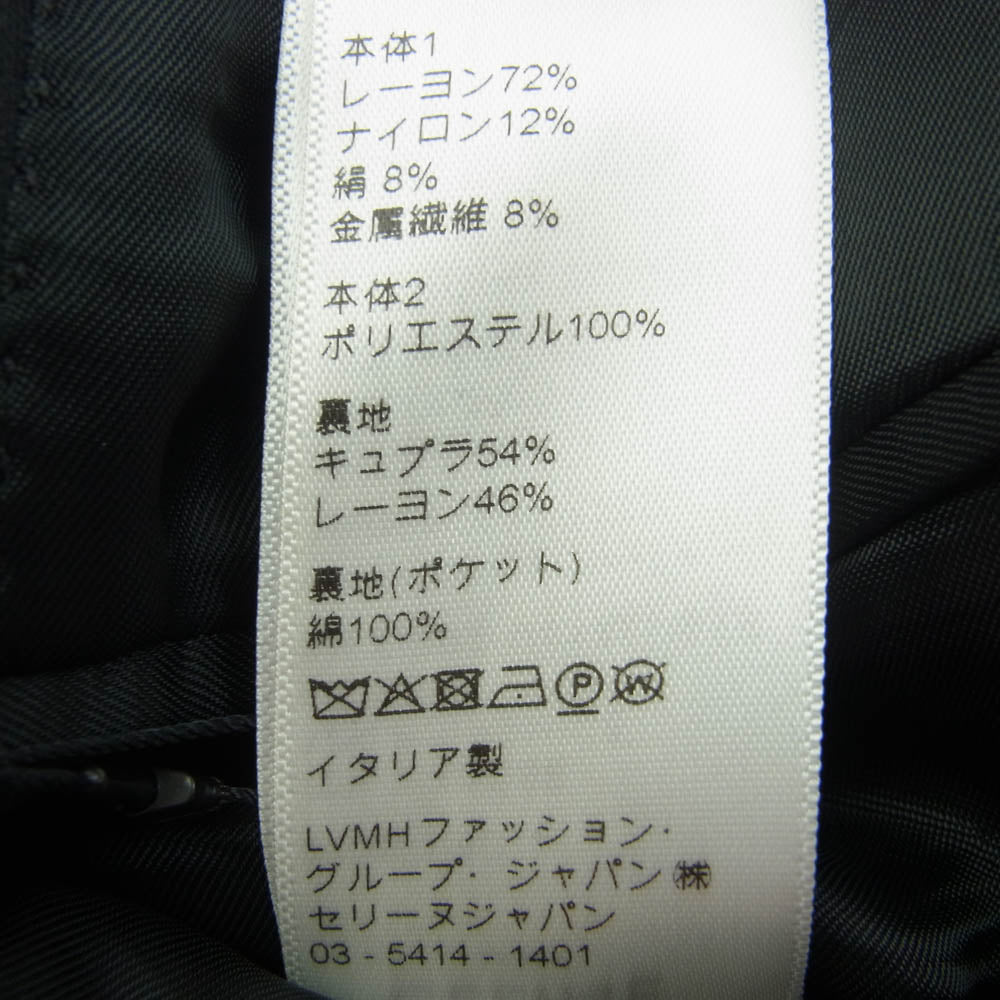 本体1
レーヨン72%
ナイロン12%
絹 8%
金属繊維 8%
本体2
ポリエステル100%
裏地
キュプラ54%
レーヨン46%
裏地(ポケット)
綿100%
P W
イタリア製
LVMHファッション・
グループ・ ジャパン㈱
セリーヌジャパン
03 - 5414 - 1401